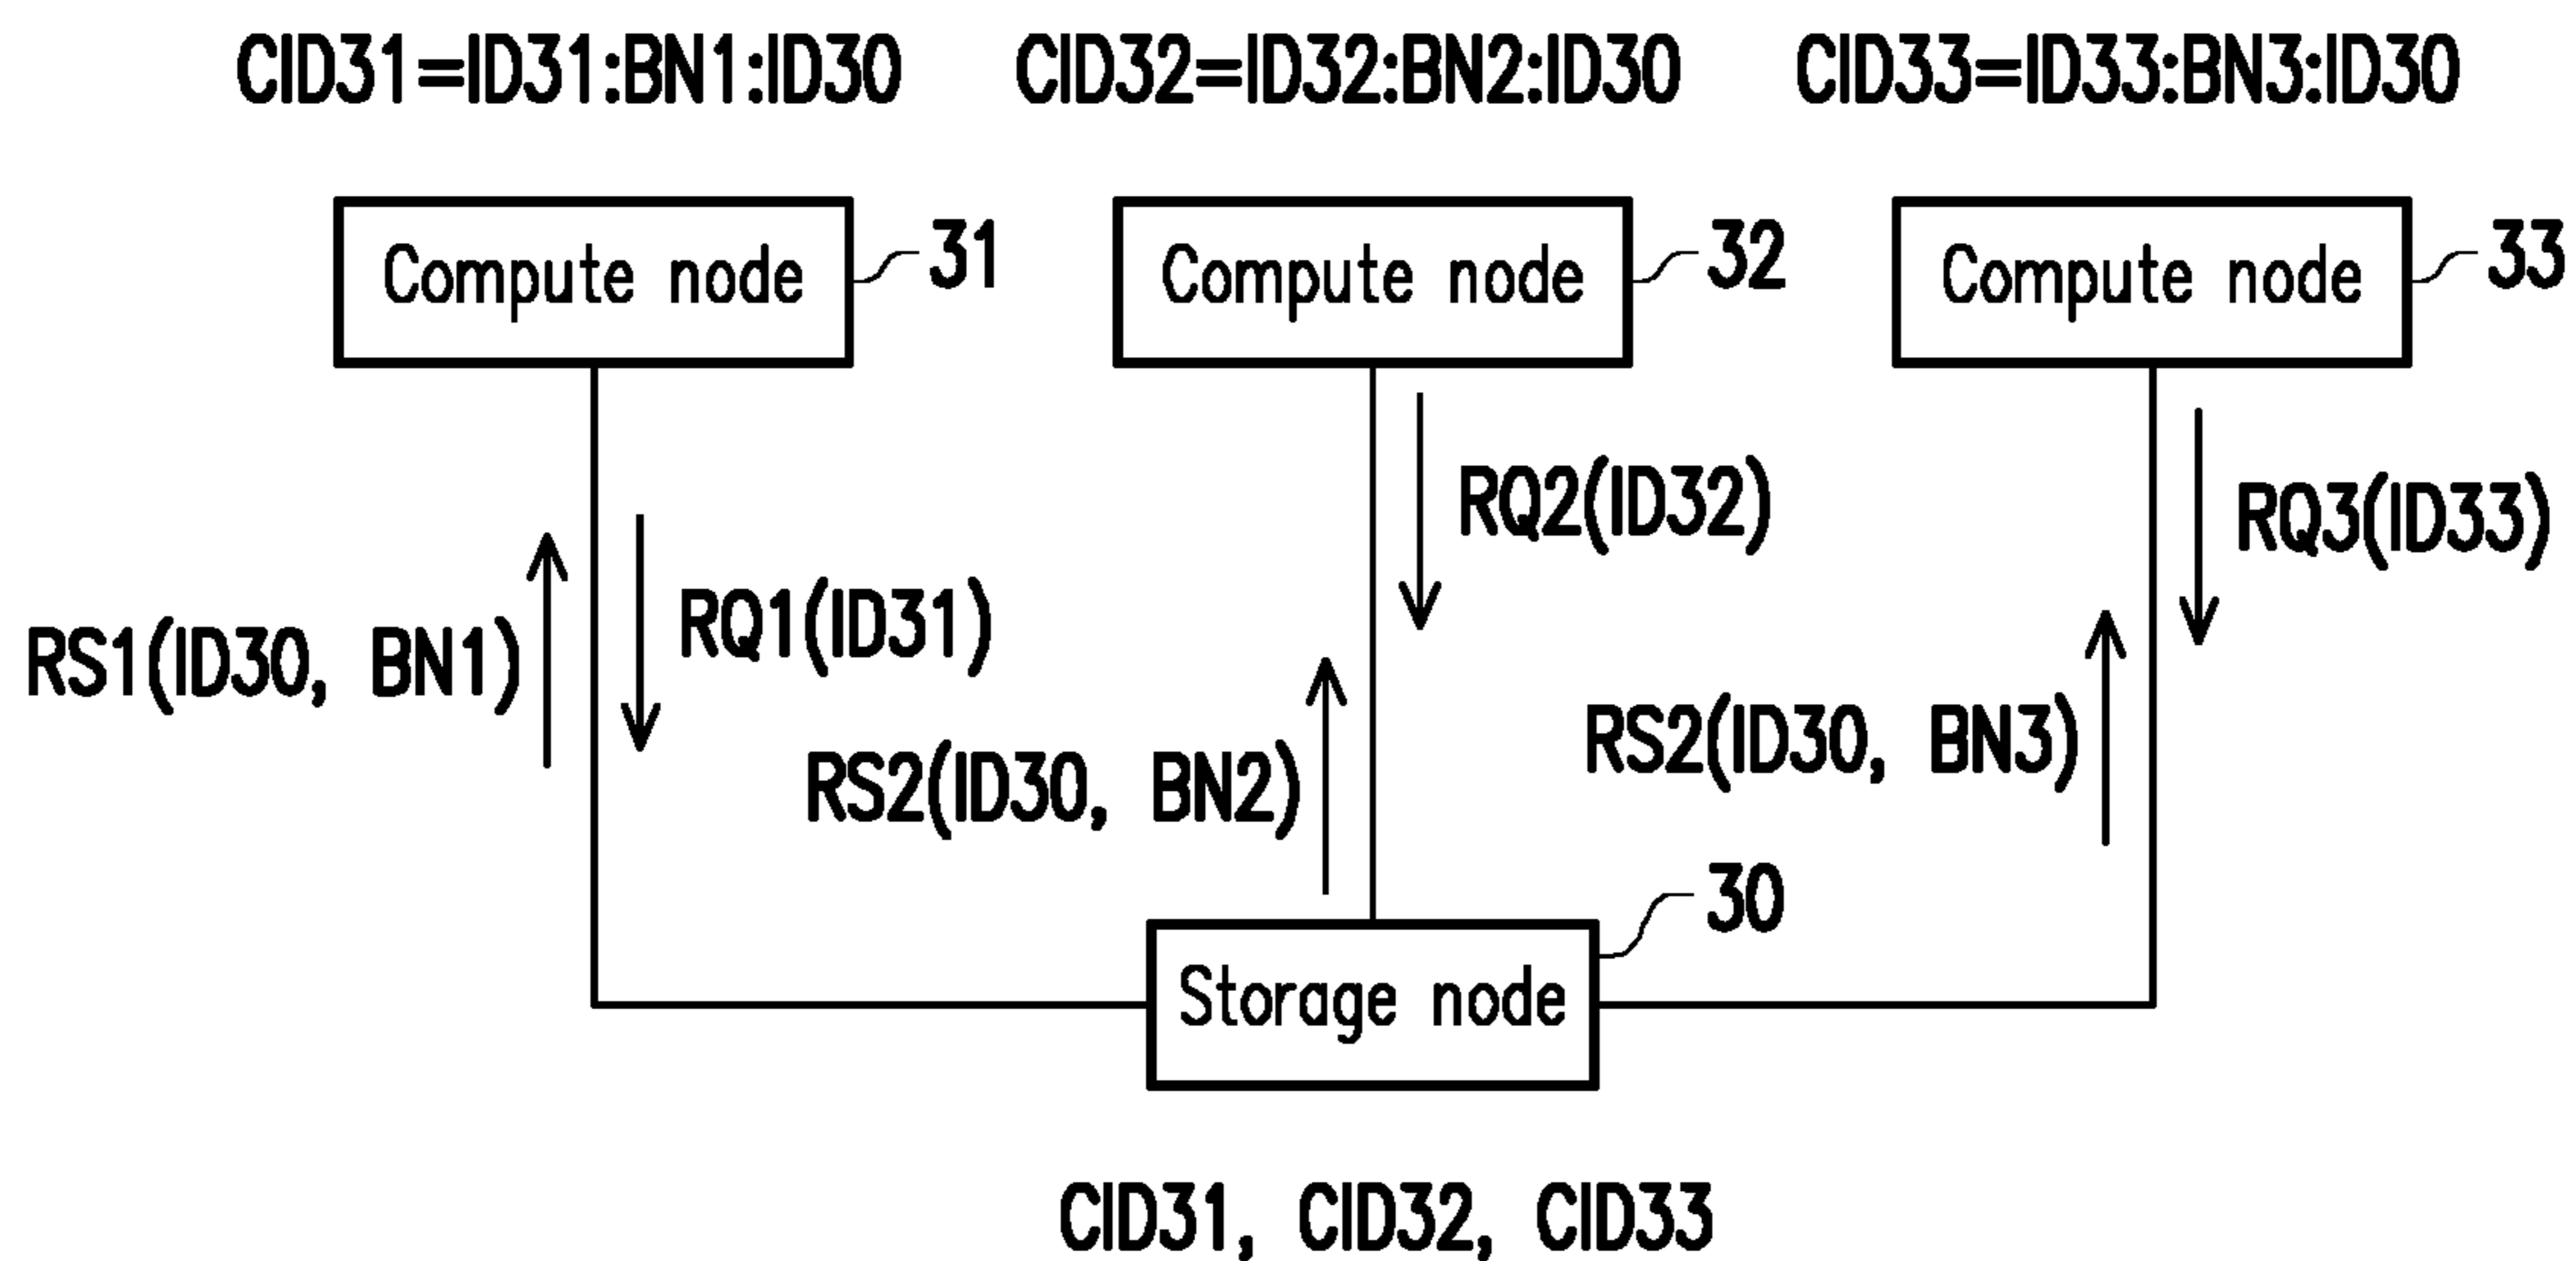 CID31=ID31:BN1:ID30
CID32=ID32:BN2:ID30
CID33=ID33:BN3:ID30
Compute node
31
Compute node
32
Compute node
33
RS1(ID30, BN1)
RQ1(ID31)
RS2(ID30, BN2)
RQ2(ID32)
RS2(ID30, BN3)
RQ3(ID33)
30
Storage node
CID31, CID32, CID33